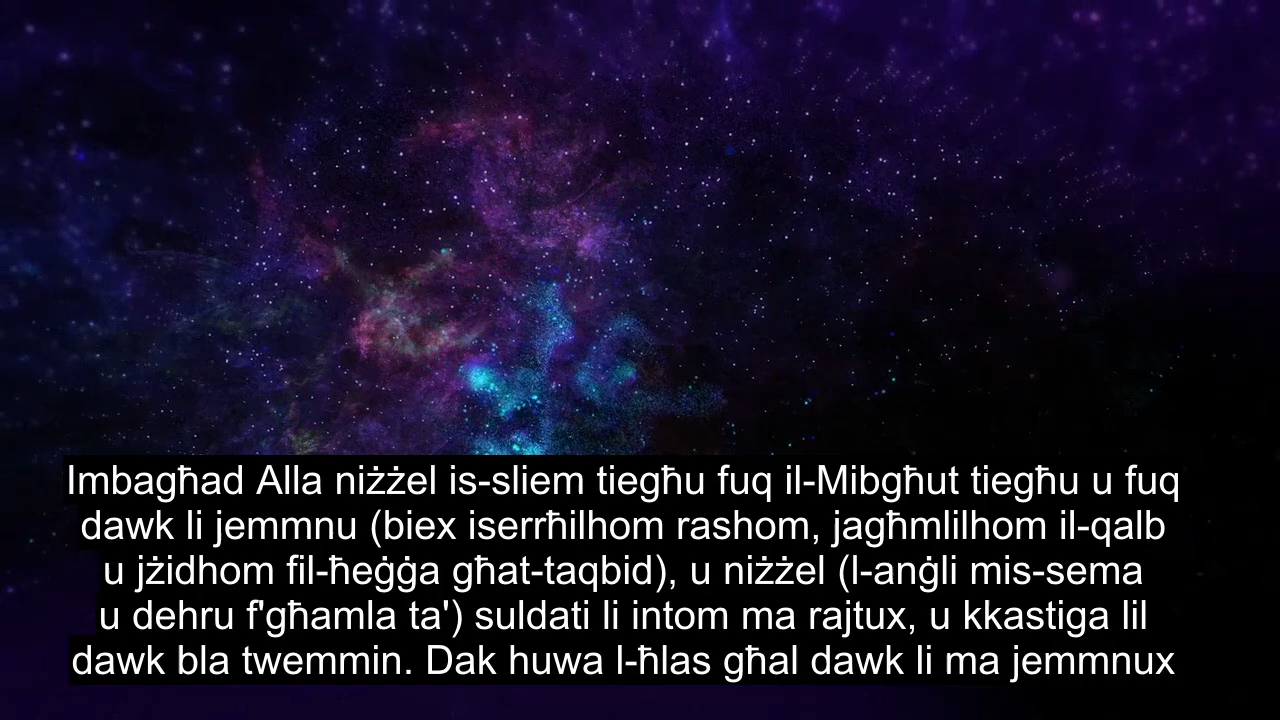 Imbagħad Alla niżżel is-sliem tiegħu fuq il-Mibgħut tiegħu u fuq
dawk li jemmnu (biex iserrħilhom rashom, jagħmlilhom il-qalb
u jżidhom fil-ħeġġa għat-taqbid), u niżżel (l-anġli mis-sema
u dehru f'għamla ta') suldati li intom ma rajtux, u kkastiga lil
dawk bla twemmin. Dak huwa l-ħlas għal dawk li ma jemmnux